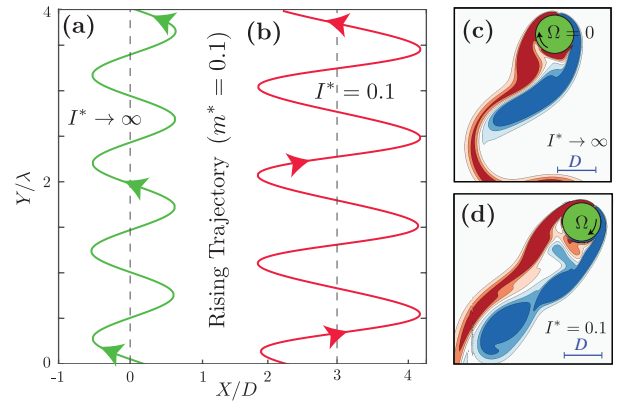 (a)
(b)
I* → ∞
I* = 0.1
Rising Trajectory (m* = 0.1)
Y/λ
4
2
0
-1
0
1
2
3
4
X/D
(c)
Ω = 0
I* → ∞
D
(d)
Ω
I* = 0.1
D